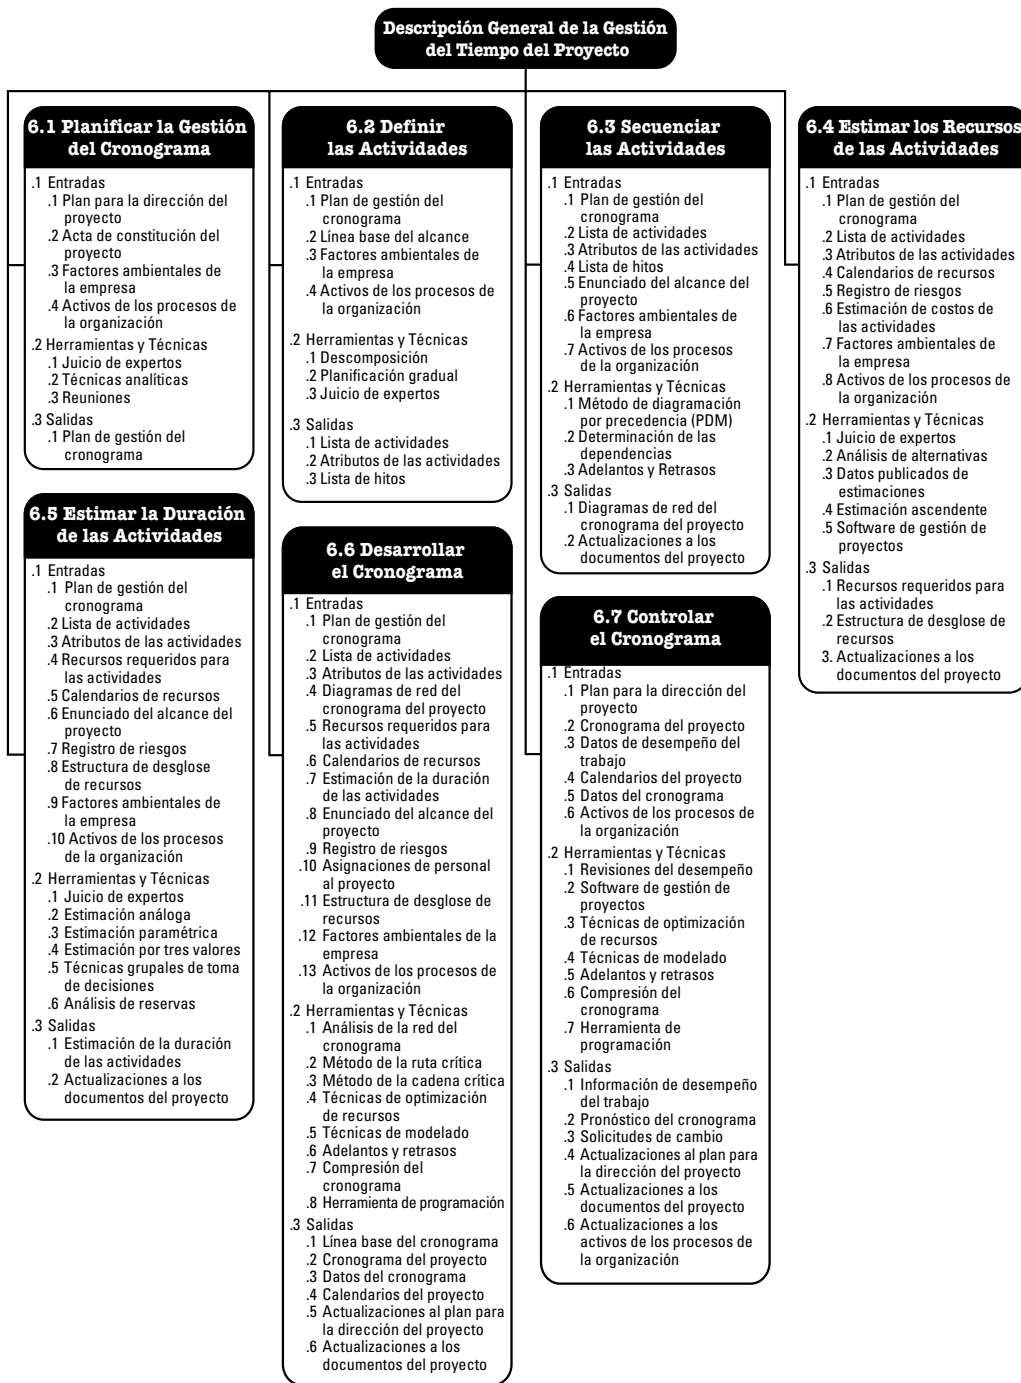 Descripción General de la Gestión
del Tiempo del Proyecto
6.1 Planificar la Gestión
del Cronograma
.1 Entradas
.1 Plan para la dirección del
proyecto
.2 Acta de constitución del
proyecto
.3 Factores ambientales de
la empresa
.4 Activos de los procesos de
la organización
.2 Herramientas y Técnicas
.1 Juicio de expertos
.2 Técnicas analíticas
.3 Reuniones
.3 Salidas
.1 Plan de gestión del
cronograma
6.2 Definir
las Actividades
.1 Entradas
.1 Plan de gestión del
cronograma
.2 Línea base del alcance
.3 Factores ambientales de
la empresa
.4 Activos de los procesos de
la organización
.2 Herramientas y Técnicas
.1 Descomposición
.2 Planificación gradual
.3 Juicio de expertos
.3 Salidas
.1 Lista de actividades
.2 Atributos de las actividades
.3 Lista de hitos
6.3 Secuenciar
las Actividades
.1 Entradas
.1 Plan de gestión del
cronograma
.2 Lista de actividades
.3 Atributos de las actividades
.4 Lista de hitos
.5 Enunciado del alcance del
proyecto
.6 Factores ambientales de
la empresa
.7 Activos de los procesos
de la organización
.2 Herramientas y Técnicas
.1 Método de diagramación
por precedencia (PDM)
.2 Determinación de las
dependencias
.3 Adelantos y Retrasos
.3 Salidas
.1 Diagramas de red del
cronograma del proyecto
.2 Actualizaciones a los
documentos del proyecto
6.4 Estimar los Recursos
de las Actividades
.1 Entradas
.1 Plan de gestión del
cronograma
.2 Lista de actividades
.3 Atributos de las actividades
.4 Calendarios de recursos
.5 Registro de riesgos
.6 Estimación de costos de
las actividades
.7 Factores ambientales de
la empresa
.8 Activos de los procesos de
la organización
.2 Herramientas y Técnicas
.1 Juicio de expertos
.2 Análisis de alternativas
.3 Datos publicados de
estimaciones
.4 Estimación ascendente
.5 Software de gestión de
proyectos
.3 Salidas
.1 Recursos requeridos para
las actividades
.2 Estructura de desglose de
recursos
3. Actualizaciones a los
documentos del proyecto
6.5 Estimar la Duración
de las Actividades
.1 Entradas
.1 Plan de gestión del
cronograma
.2 Lista de actividades
.3 Atributos de las actividades
.4 Recursos requeridos para
las actividades
.5 Calendarios de recursos
.6 Enunciado del alcance del
proyecto
.7 Registro de riesgos
.8 Estructura de desglose
de recursos
.9 Factores ambientales de
la empresa
.10 Activos de los procesos
de la organización
.2 Herramientas y Técnicas
.1 Juicio de expertos
.2 Estimación análoga
.3 Estimación paramétrica
.4 Estimación por tres valores
.5 Técnicas grupales de toma
de decisiones
.6 Análisis de reservas
.3 Salidas
.1 Estimación de la duración
de las actividades
.2 Actualizaciones a los
documentos del proyecto
6.6 Desarrollar
el Cronograma
.1 Entradas
.1 Plan de gestión del
cronograma
.2 Lista de actividades
.3 Atributos de las actividades
.4 Diagramas de red del
cronograma del proyecto
.5 Recursos requeridos para
las actividades
.6 Calendarios de recursos
.7 Estimación de la duración
de las actividades
.8 Enunciado del alcance del
proyecto
.9 Registro de riesgos
.10 Asignaciones de personal
al proyecto
.11 Estructura de desglose de
recursos
.12 Factores ambientales de la
empresa
.13 Activos de los procesos de
la organización
.2 Herramientas y Técnicas
.1 Análisis de la red del
cronograma
.2 Método de la ruta crítica
.3 Método de la cadena crítica
.4 Técnicas de optimización
de recursos
.5 Técnicas de modelado
.6 Adelantos y retrasos
.7 Compresión del
cronograma
.8 Herramienta de programación
.3 Salidas
.1 Línea base del cronograma
.2 Cronograma del proyecto
.3 Datos del cronograma
.4 Calendarios del proyecto
.5 Actualizaciones al plan para
la dirección del proyecto
.6 Actualizaciones a los
documentos del proyecto
6.7 Controlar
el Cronograma
.1 Entradas
.1 Plan para la dirección del
proyecto
.2 Cronograma del proyecto
.3 Datos de desempeño del
trabajo
.4 Calendarios del proyecto
.5 Datos del cronograma
.6 Activos de los procesos de
la organización
.2 Herramientas y Técnicas
.1 Revisiones del desempeño
.2 Software de gestión de
proyectos
.3 Técnicas de optimización
de recursos
.4 Técnicas de modelado
.5 Adelantos y retrasos
.6 Compresión del
cronograma
.7 Herramienta de
programación
.3 Salidas
.1 Información de desempeño
del trabajo
.2 Pronóstico del cronograma
.3 Solicitudes de cambio
.4 Actualizaciones al plan para
la dirección del proyecto
.5 Actualizaciones a los
documentos del proyecto
.6 Actualizaciones a los
activos de los procesos de
la organización